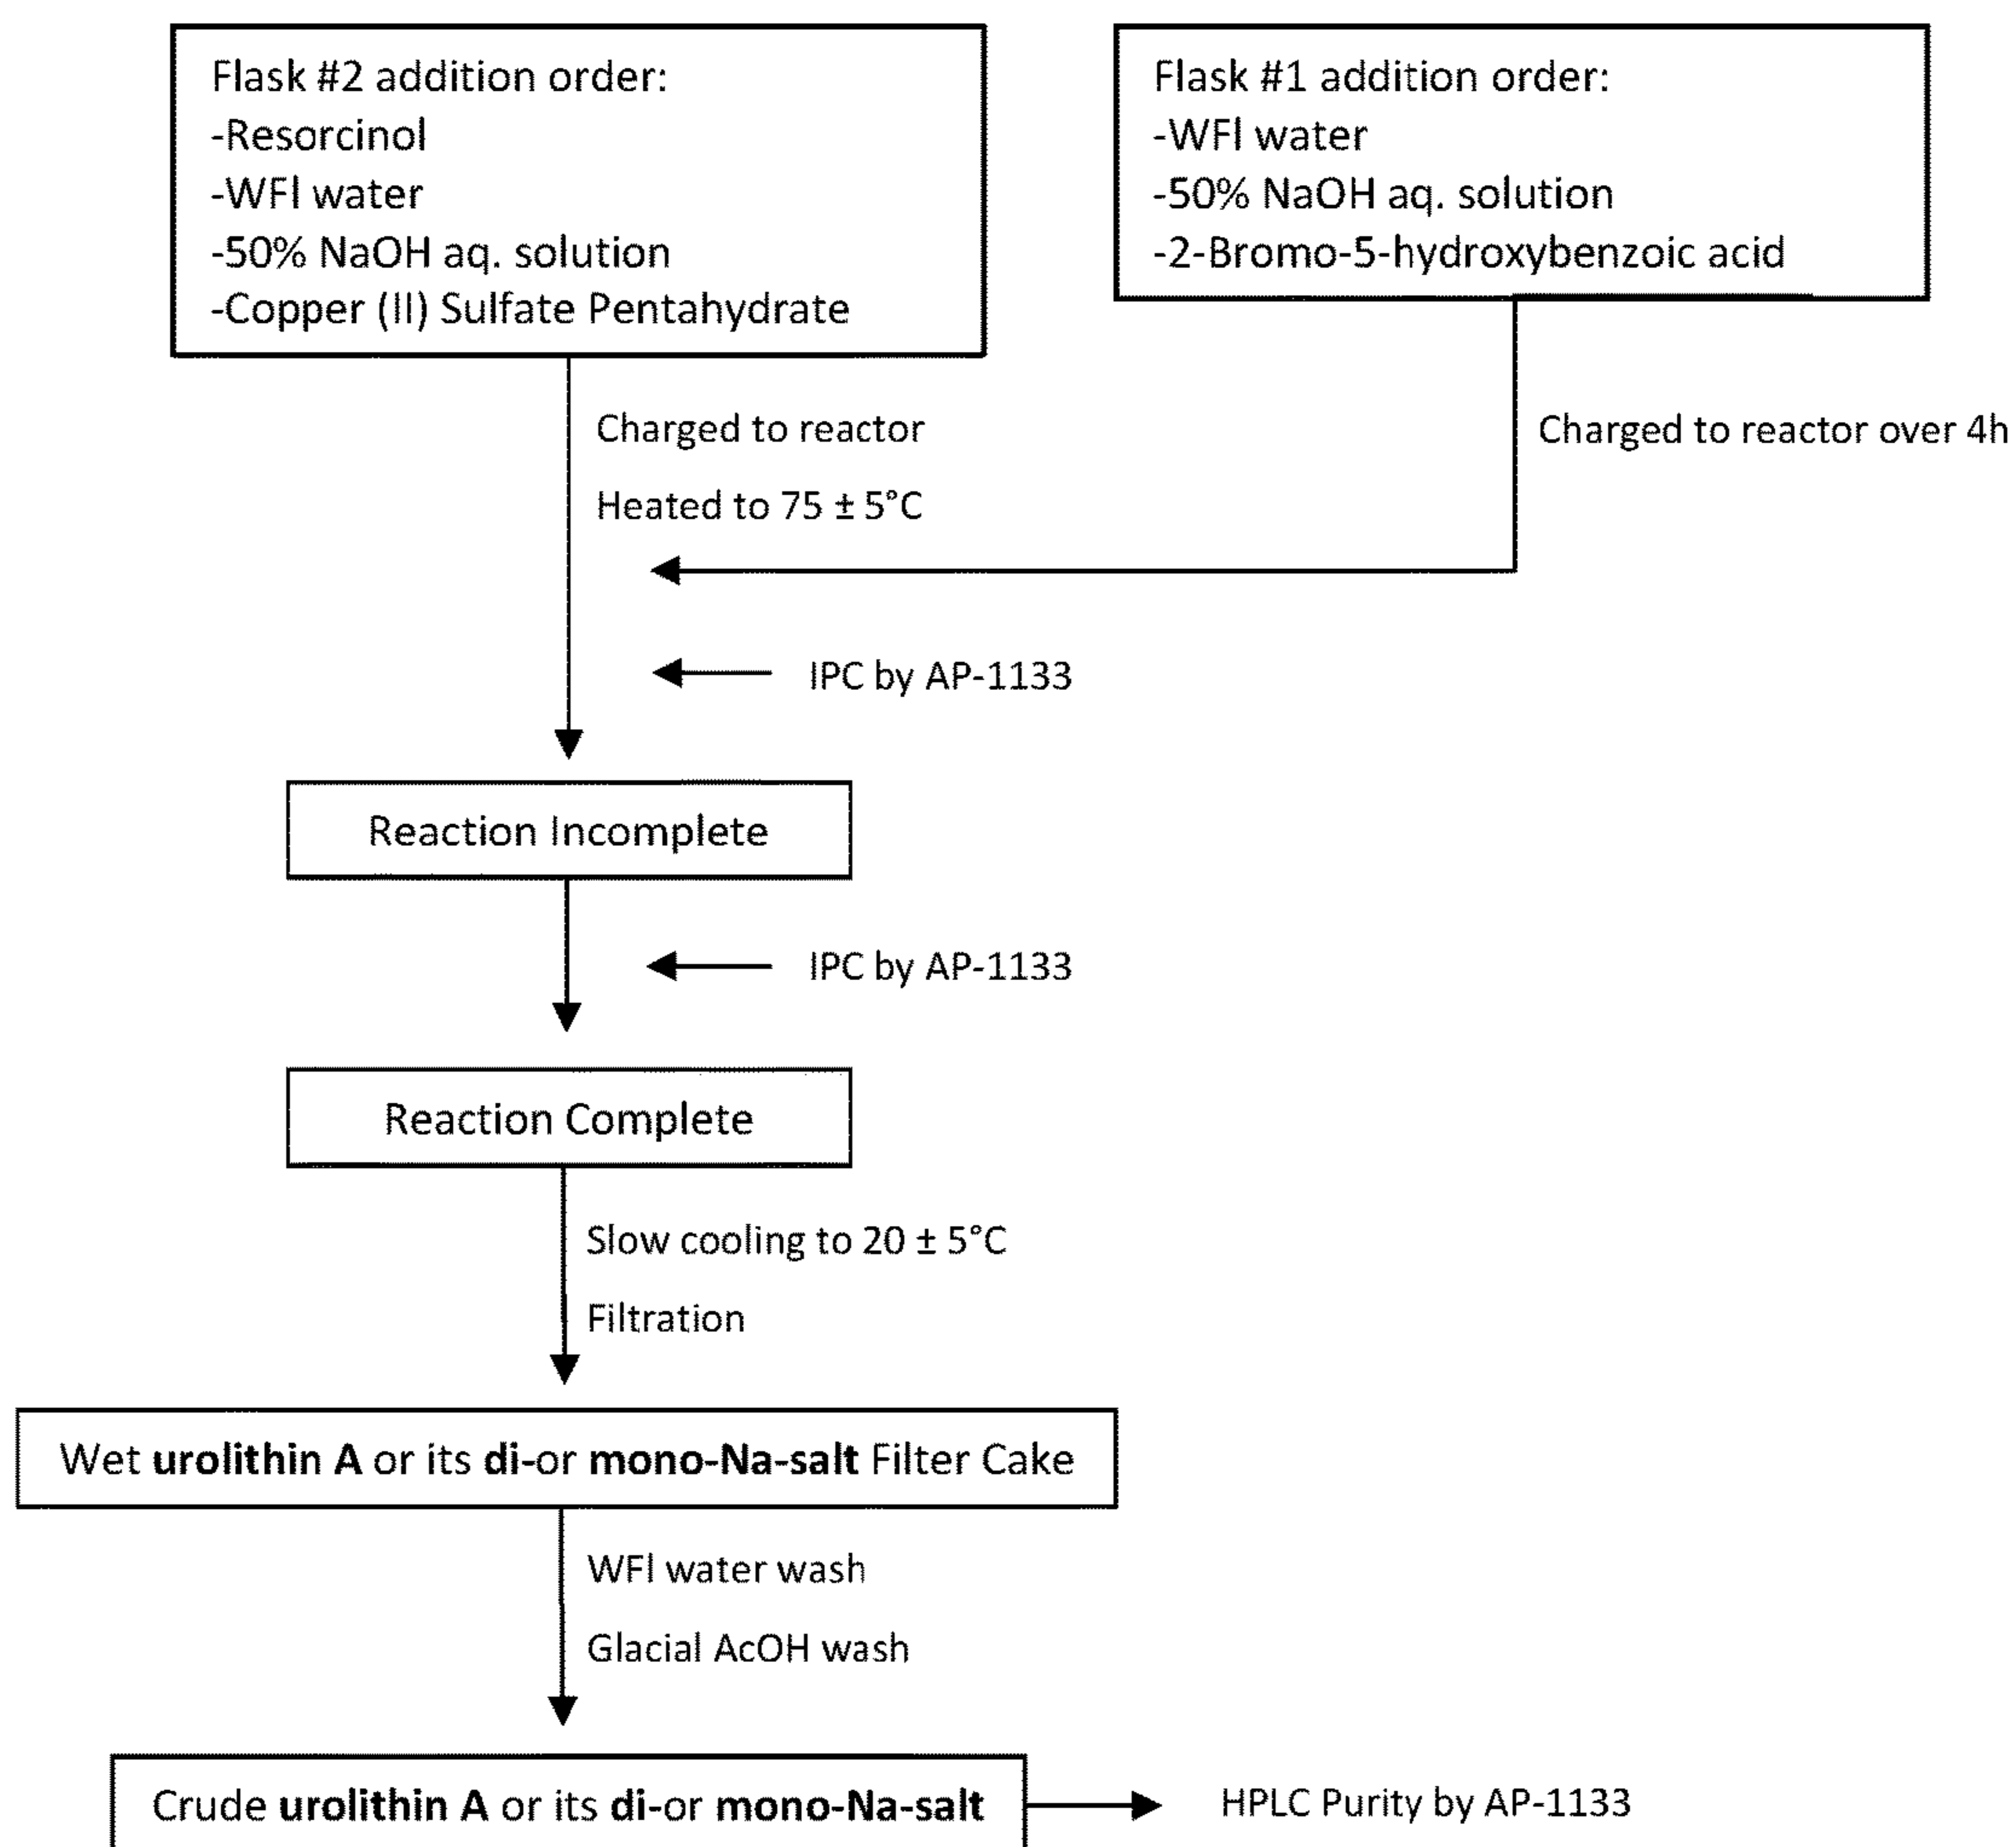 Flask #2 addition order:
-Resorcinol
-WFl water
-50% NaOH aq. solution
-Copper (II) Sulfate Pentahydrate
Flask #1 addition order:
-WFl water
-50% NaOH aq. solution
-2-Bromo-5-hydroxybenzoic acid
Charged to reactor
Heated to 75 ± 5°C
Charged to reactor over 4h
IPC by AP-1133
Reaction Incomplete
IPC by AP-1133
Reaction Complete
Slow cooling to 20 ± 5°C
Filtration
Wet urolithin A or its di-or mono-Na-salt Filter Cake
WFl water wash
Glacial AcOH wash
Crude urolithin A or its di-or mono-Na-salt
HPLC Purity by AP-1133